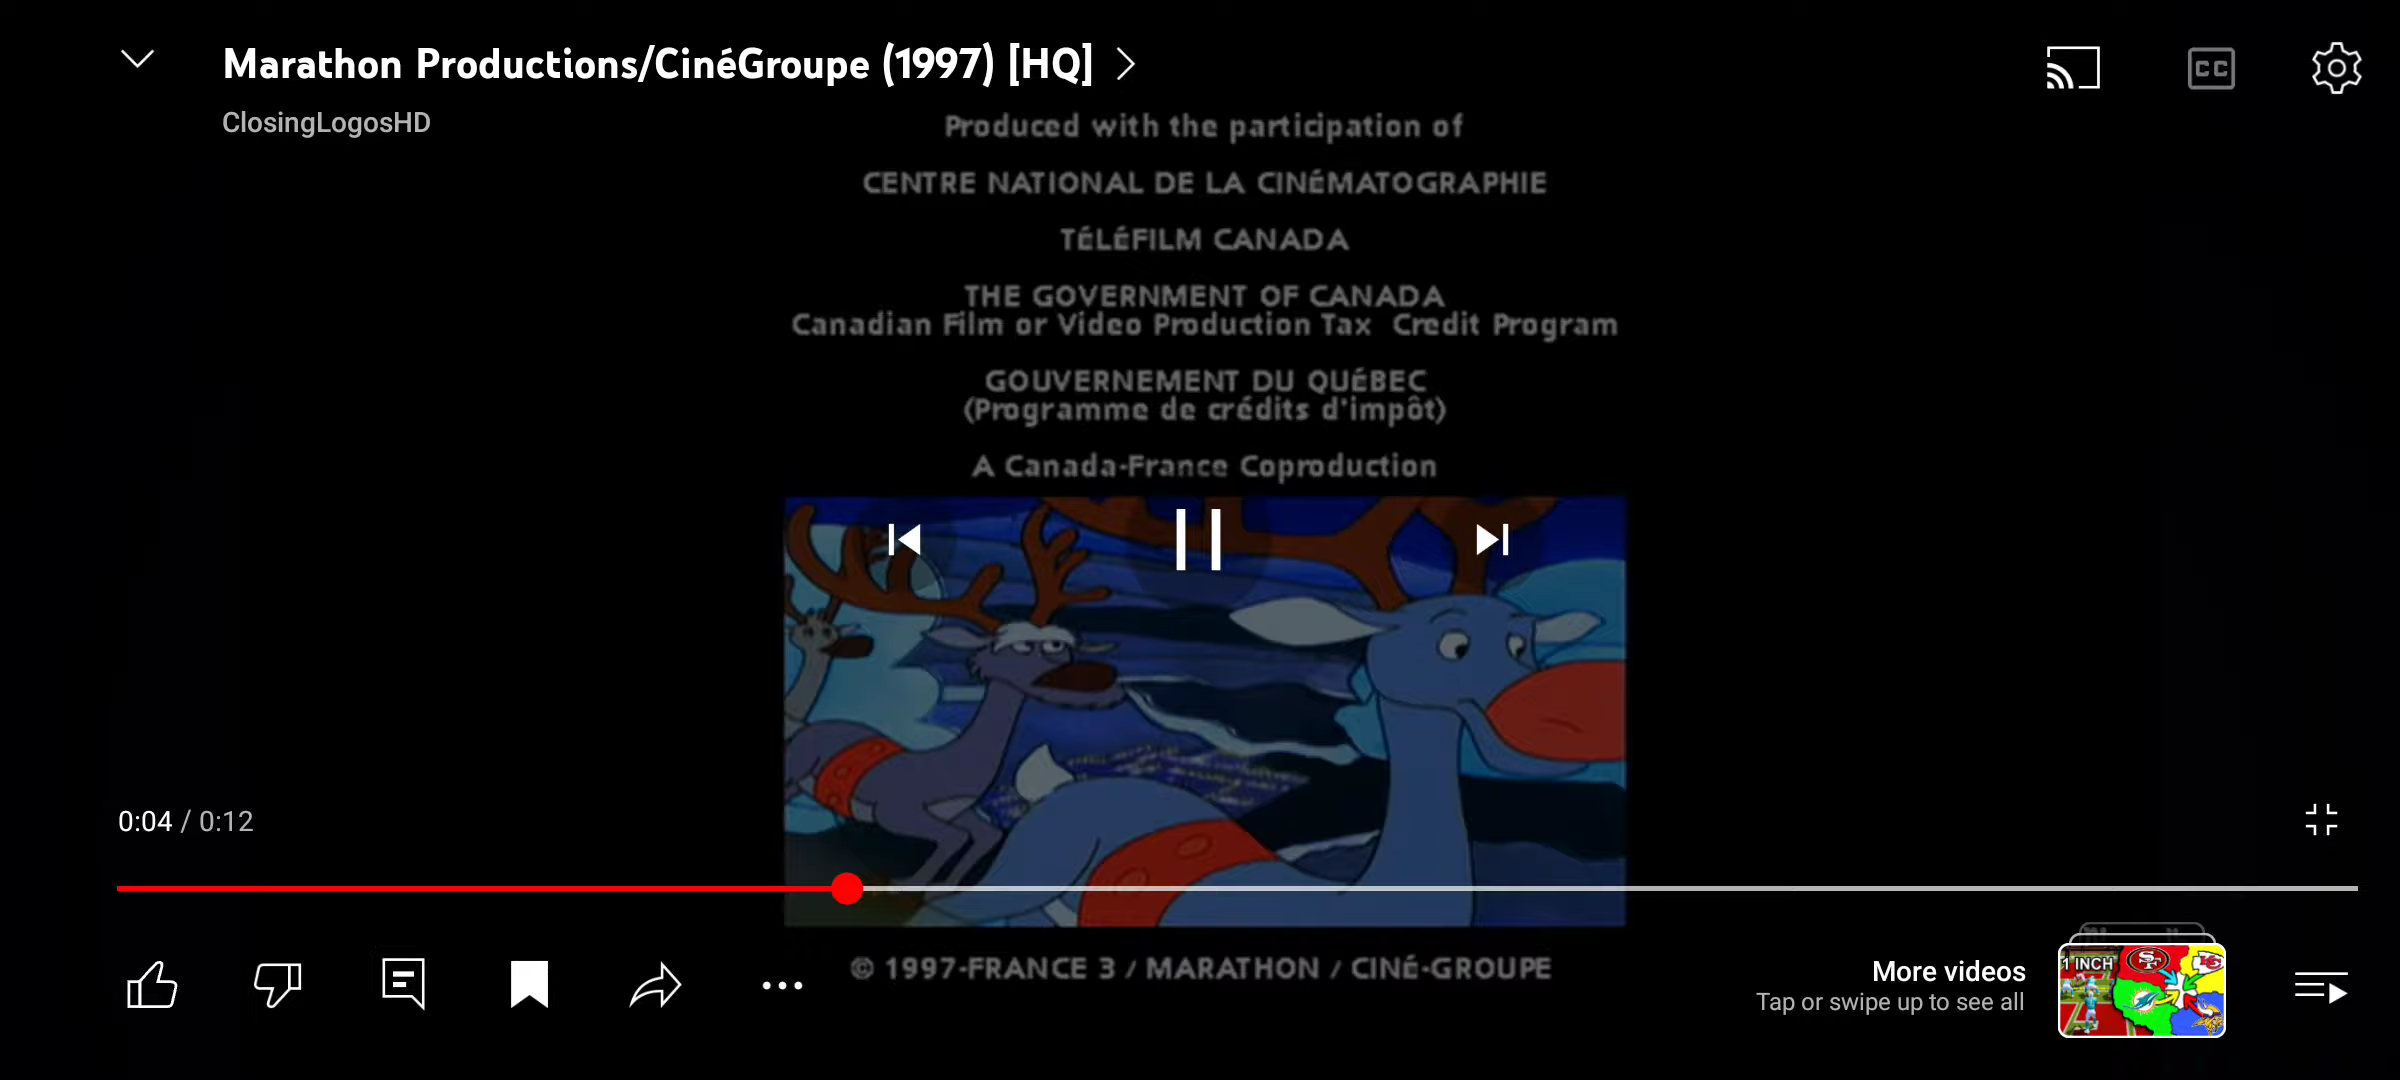 Marathon Productions/CinéGroupe (1997) [HQ]
CC
ClosingLogosHD
Produced with the participation of
CENTRE NATIONAL DE LA CINéMATOGRAPHIE
TéLéFILM CANADA
THE GOVERNMENT OF CANADA
Canadian Film or Video Production Tax Credit Program
GOUVERNEMENT DU QUéBEC
(Programme de crédits d'impôt)
A Canada-France Coproduction
0:04 / 0:12
© 1997-FRANCE 3 / MARATHON / CINé-GROUPE
More videos
Tap or swipe up to see all
1 INCH
SF
KC